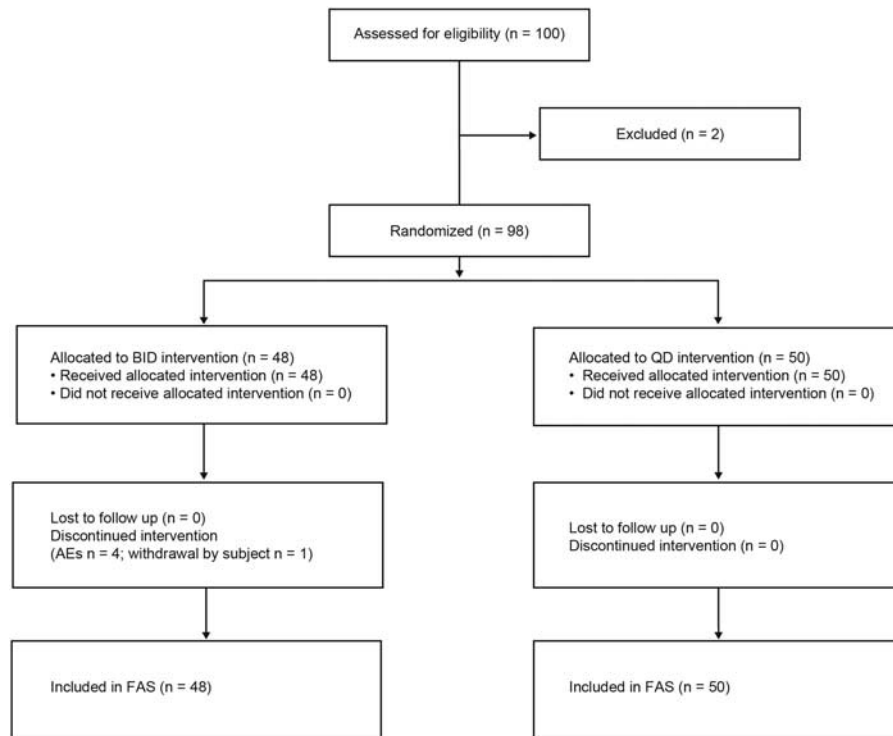 Assessed for eligibility (n = 100)
Excluded (n = 2)
Randomized (n = 98)
Allocated to BID intervention (n = 48)
• Received allocated intervention (n = 48)
• Did not receive allocated intervention (n = 0)
Allocated to QD intervention (n = 50)
• Received allocated intervention (n = 50)
• Did not receive allocated intervention (n = 0)
Lost to follow up (n = 0)
Discontinued intervention
(AEs n = 4; withdrawal by subject n = 1)
Lost to follow up (n = 0)
Discontinued intervention (n = 0)
Included in FAS (n = 48)
Included in FAS (n = 50)